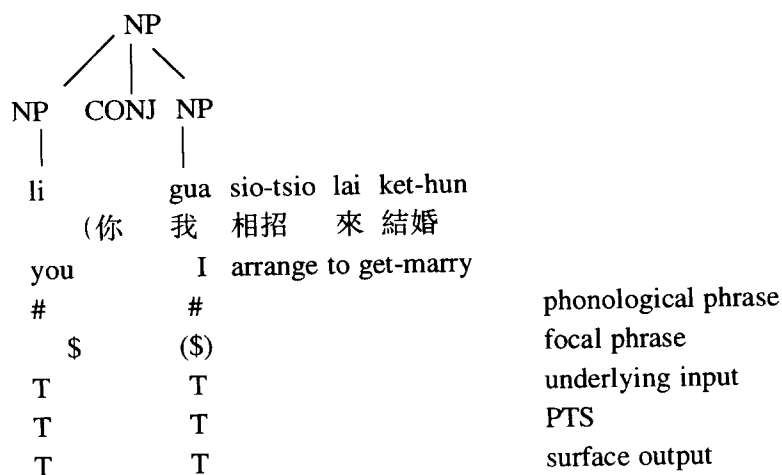 NP
NP CONJ NP
li gua sio-tsio lai ket-hun
(你 我 相招 來 結婚
you I arrange to get-marry
# # phonological phrase
$ ($) focal phrase
T T underlying input
T T PTS
T T surface output